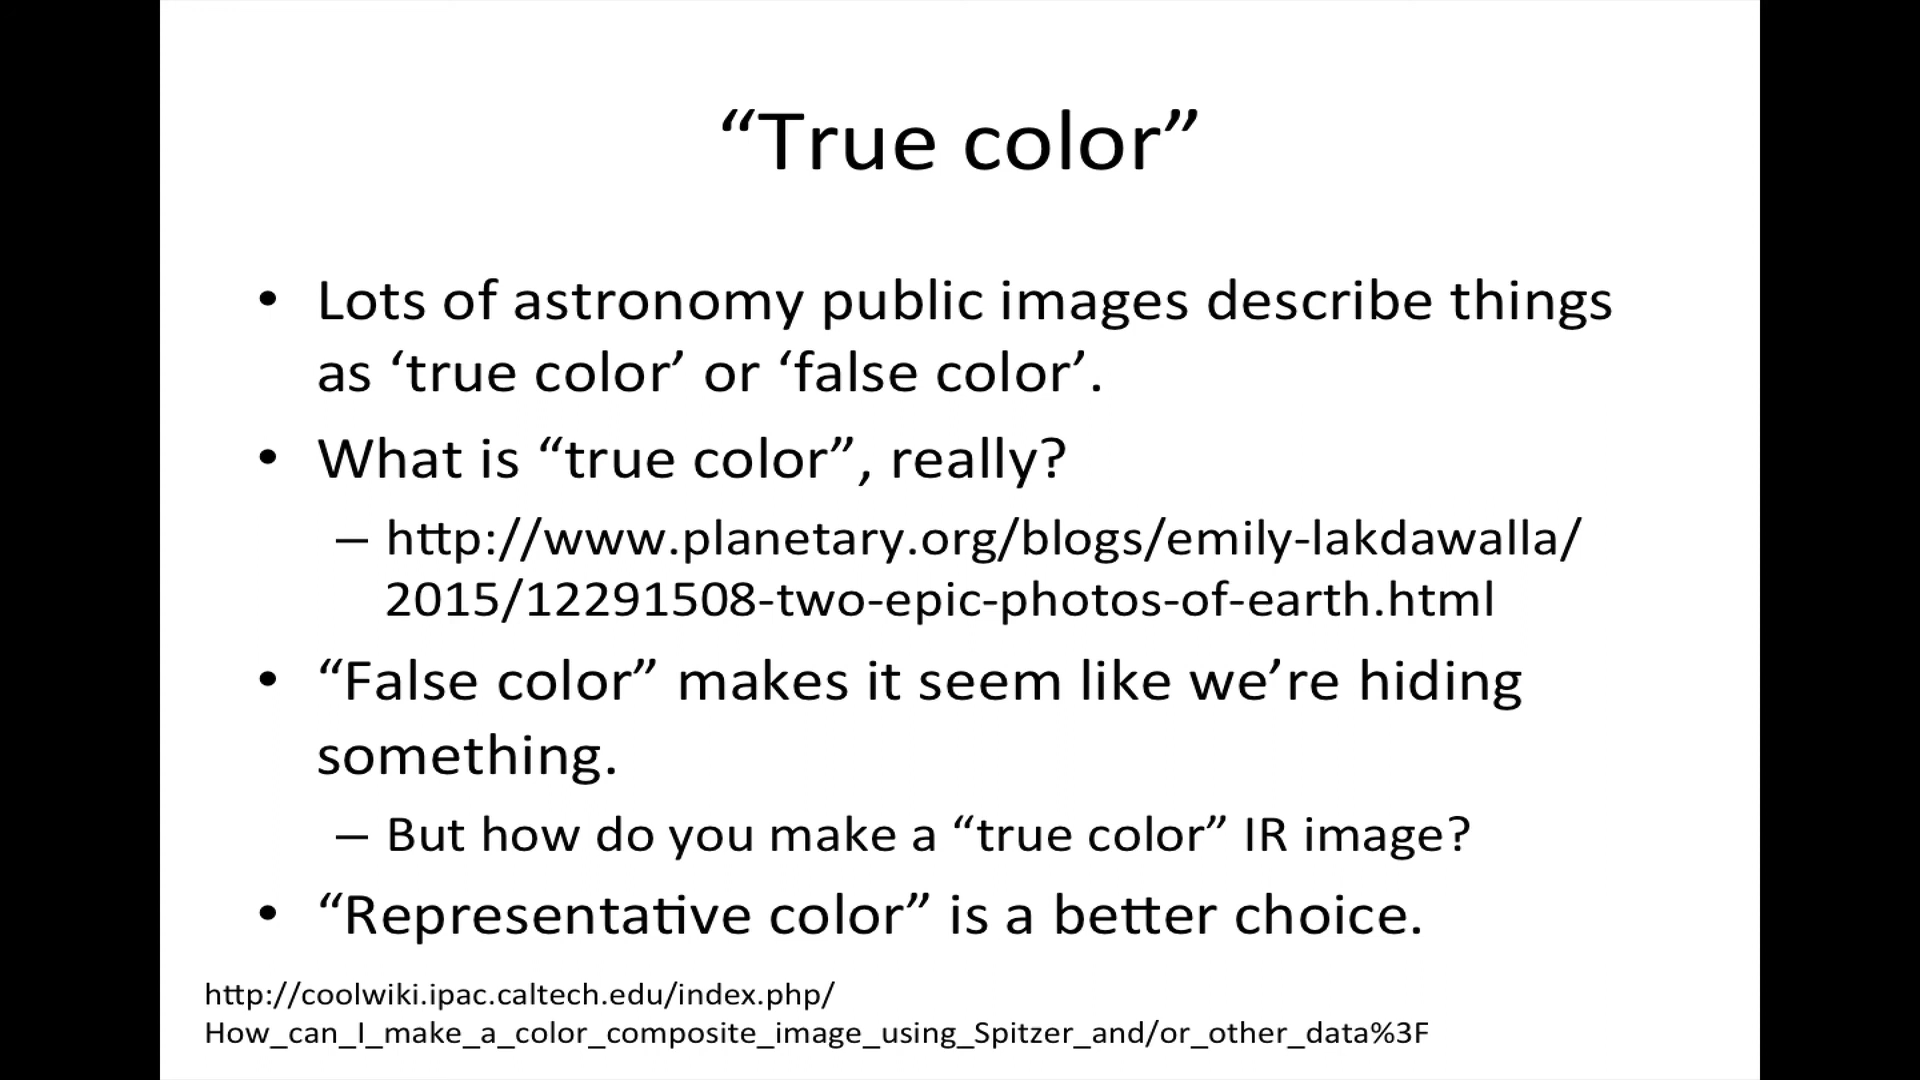 “True color”
• Lots of astronomy public images describe things
as ‘true color’ or ‘false color’.
• What is “true color”, really?
– http://www.planetary.org/blogs/emily-lakdawalla/
2015/12291508-two-epic-photos-of-earth.html
• “False color” makes it seem like we’re hiding
something.
– But how do you make a “true color” IR image?
• “Representative color” is a better choice.
http://coolwiki.ipac.caltech.edu/index.php/
How_can_I_make_a_color_composite_image_using_Spitzer_and/or_other_data%3F